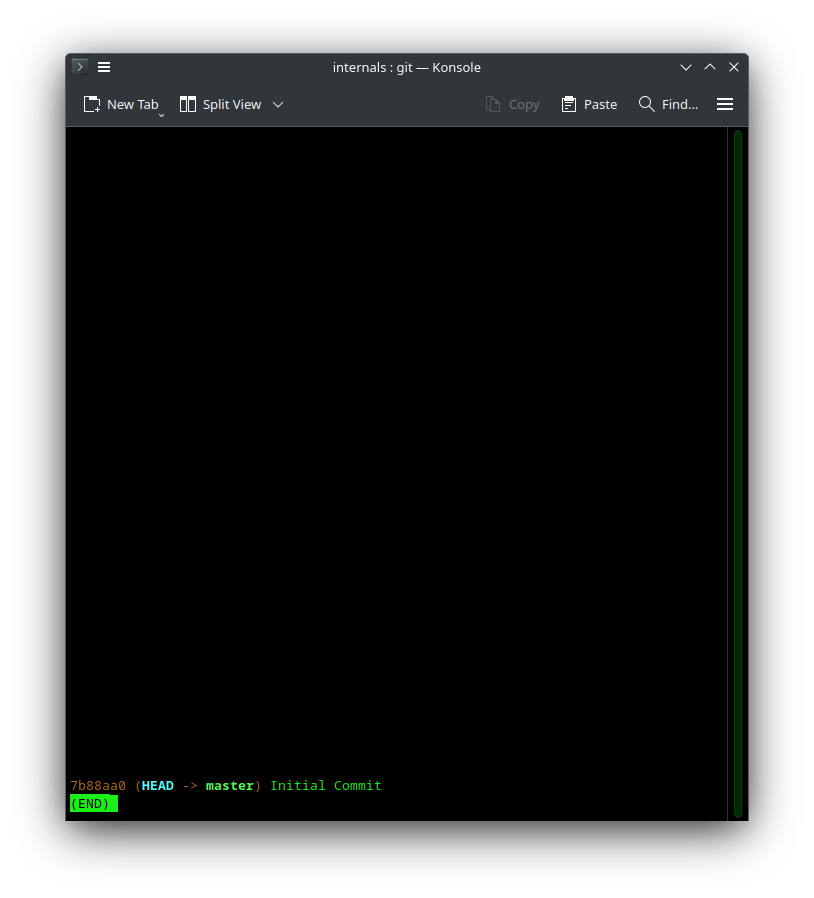 internals : git — Konsole
New Tab Split View Copy Paste Find...
7b88aa0 (HEAD -> master) Initial Commit
(END)